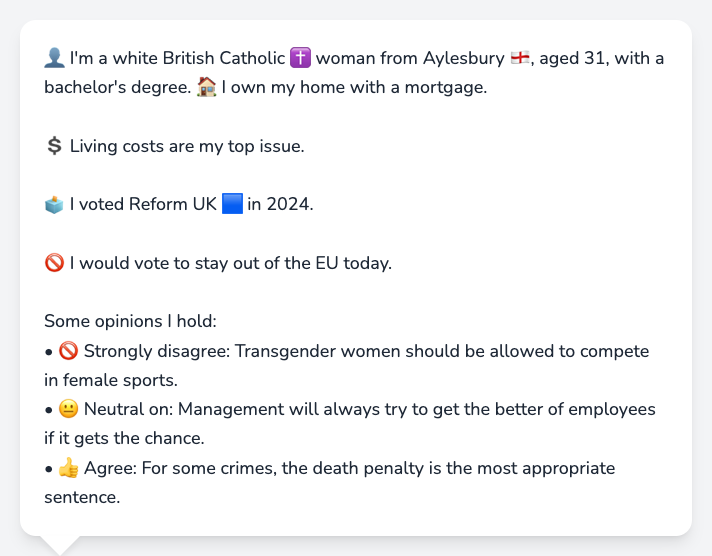 👤 I'm a white British Catholic ✝️ woman from Aylesbury 🏴󠁧󠁢󠁥󠁮󠁧󠁿, aged 31, with a
bachelor's degree. 🏠 I own my home with a mortgage.
💲 Living costs are my top issue.
🗳️ I voted Reform UK 🟦 in 2024.
🚫 I would vote to stay out of the EU today.
Some opinions I hold:
• 🚫 Strongly disagree: Transgender women should be allowed to compete
in female sports.
• 😐 Neutral on: Management will always try to get the better of employees
if it gets the chance.
• 👍 Agree: For some crimes, the death penalty is the most appropriate
sentence.